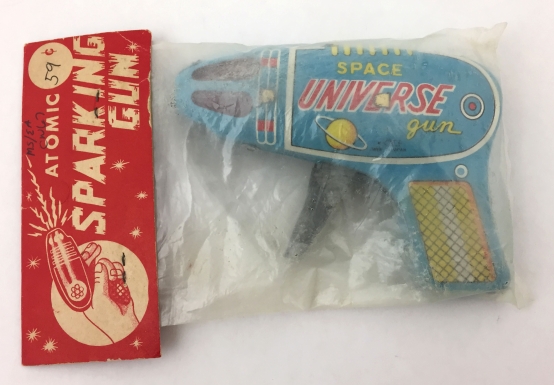 59¢
ATOMIC
SPARKING
GUN
SPACE
UNIVERSE
gun